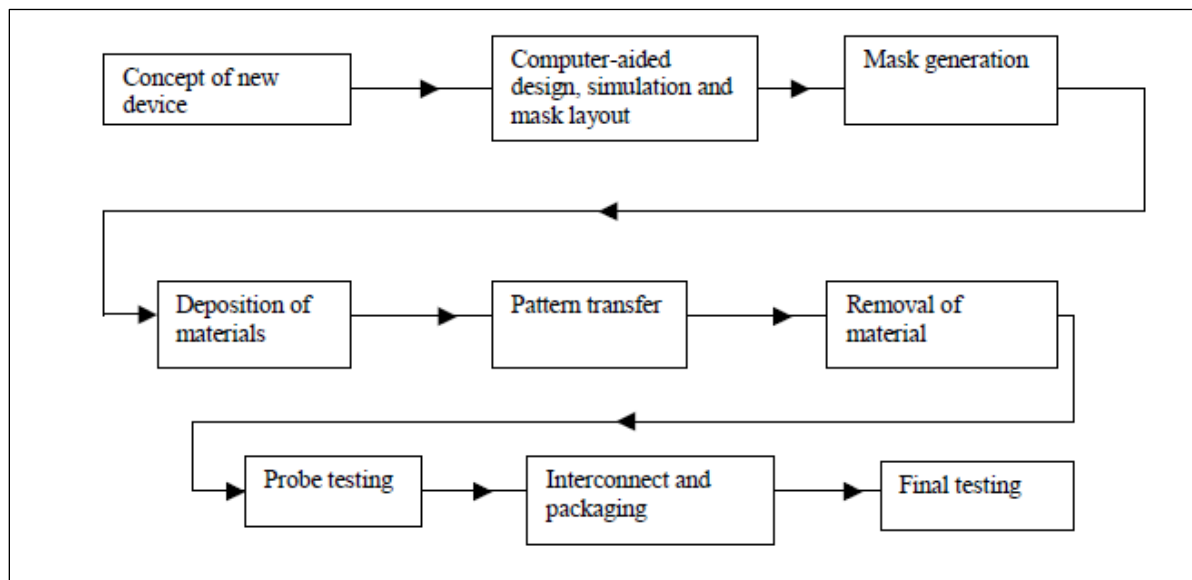 Concept of new
device
Computer-aided
design, simulation and
mask layout
Mask generation
Deposition of
materials
Pattern transfer
Removal of
material
Probe testing
Interconnect and
packaging
Final testing